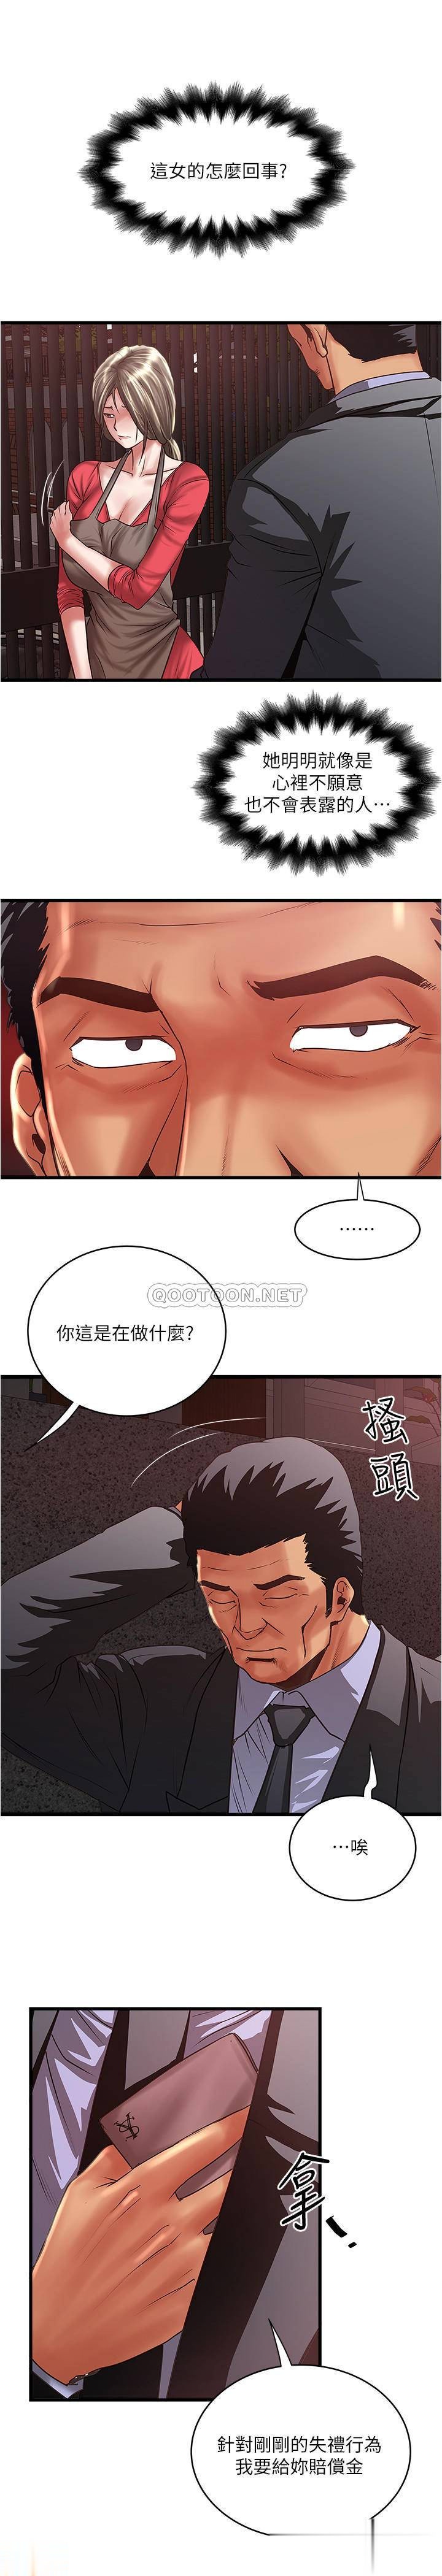 這女的怎麼回事?
她明明就像是
心裡不願意
也不會表露的人…
……
QOOTOON.NET
你這是在做什麼?
搔
頭
…唉
拿
針對剛剛的失禮行為
我要給妳賠償金